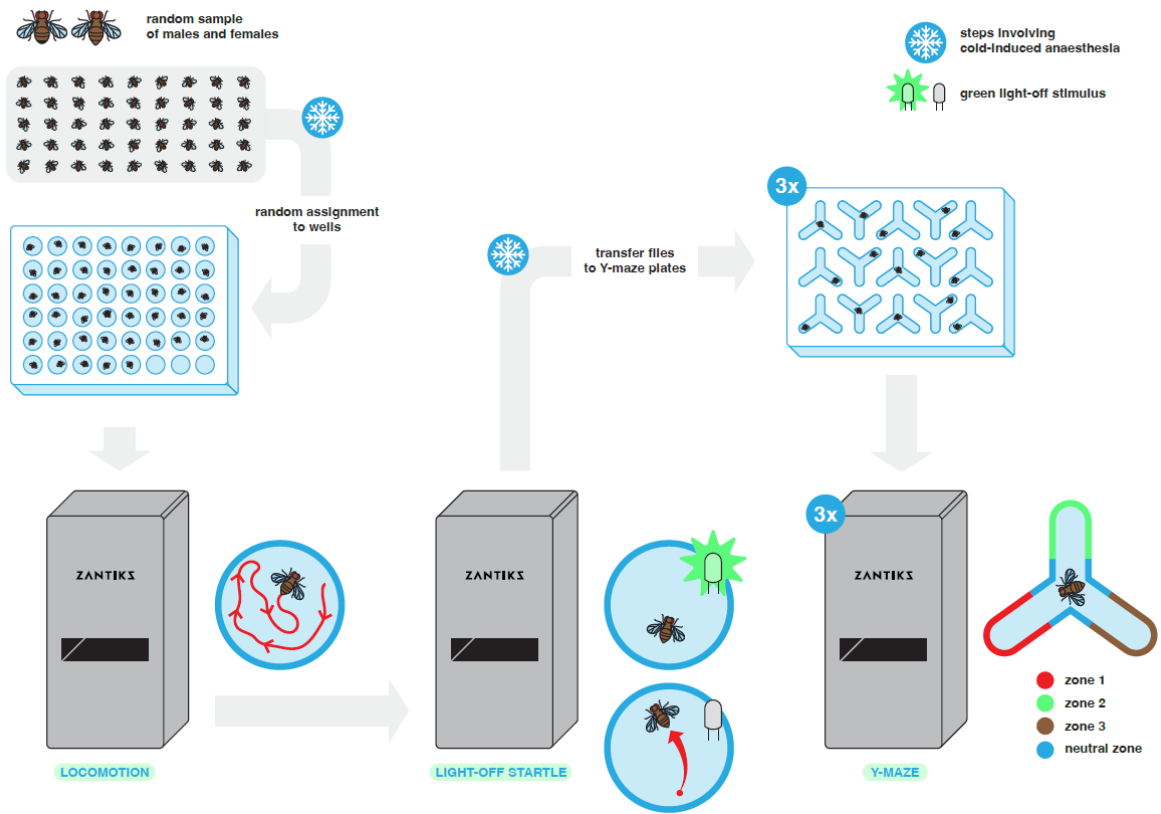 random sample
of males and females
steps involving
cold-induced anaesthesia
green light-off stimulus
random assignment
to wells
transfer flies
to Y-maze plates
3x
ZANTIKS
ZANTIKS
3x
ZANTIKS
zone 1
zone 2
zone 3
neutral zone
LOCOMOTION
LIGHT-OFF STARTLE
Y-MAZE